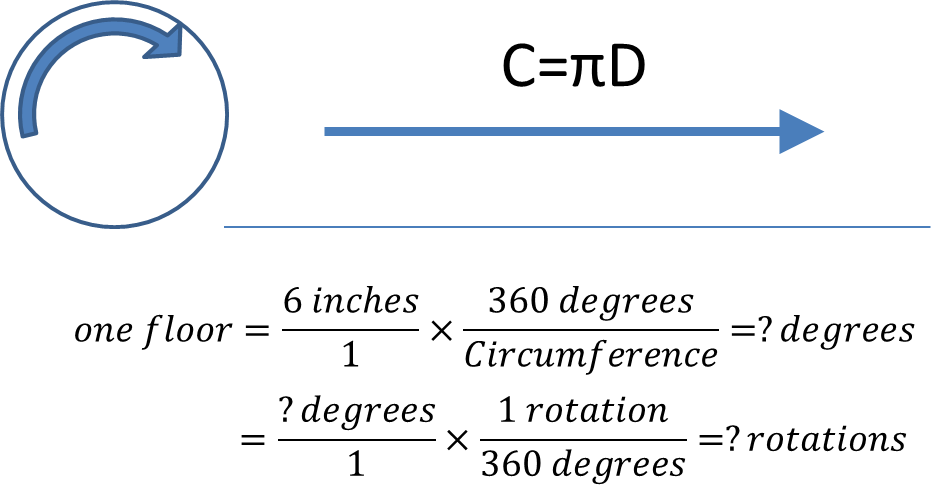 C=πD
one floor = 6 inches / 1 × 360 degrees / Circumference =? degrees
= ? degrees / 1 × 1 rotation / 360 degrees =? rotations